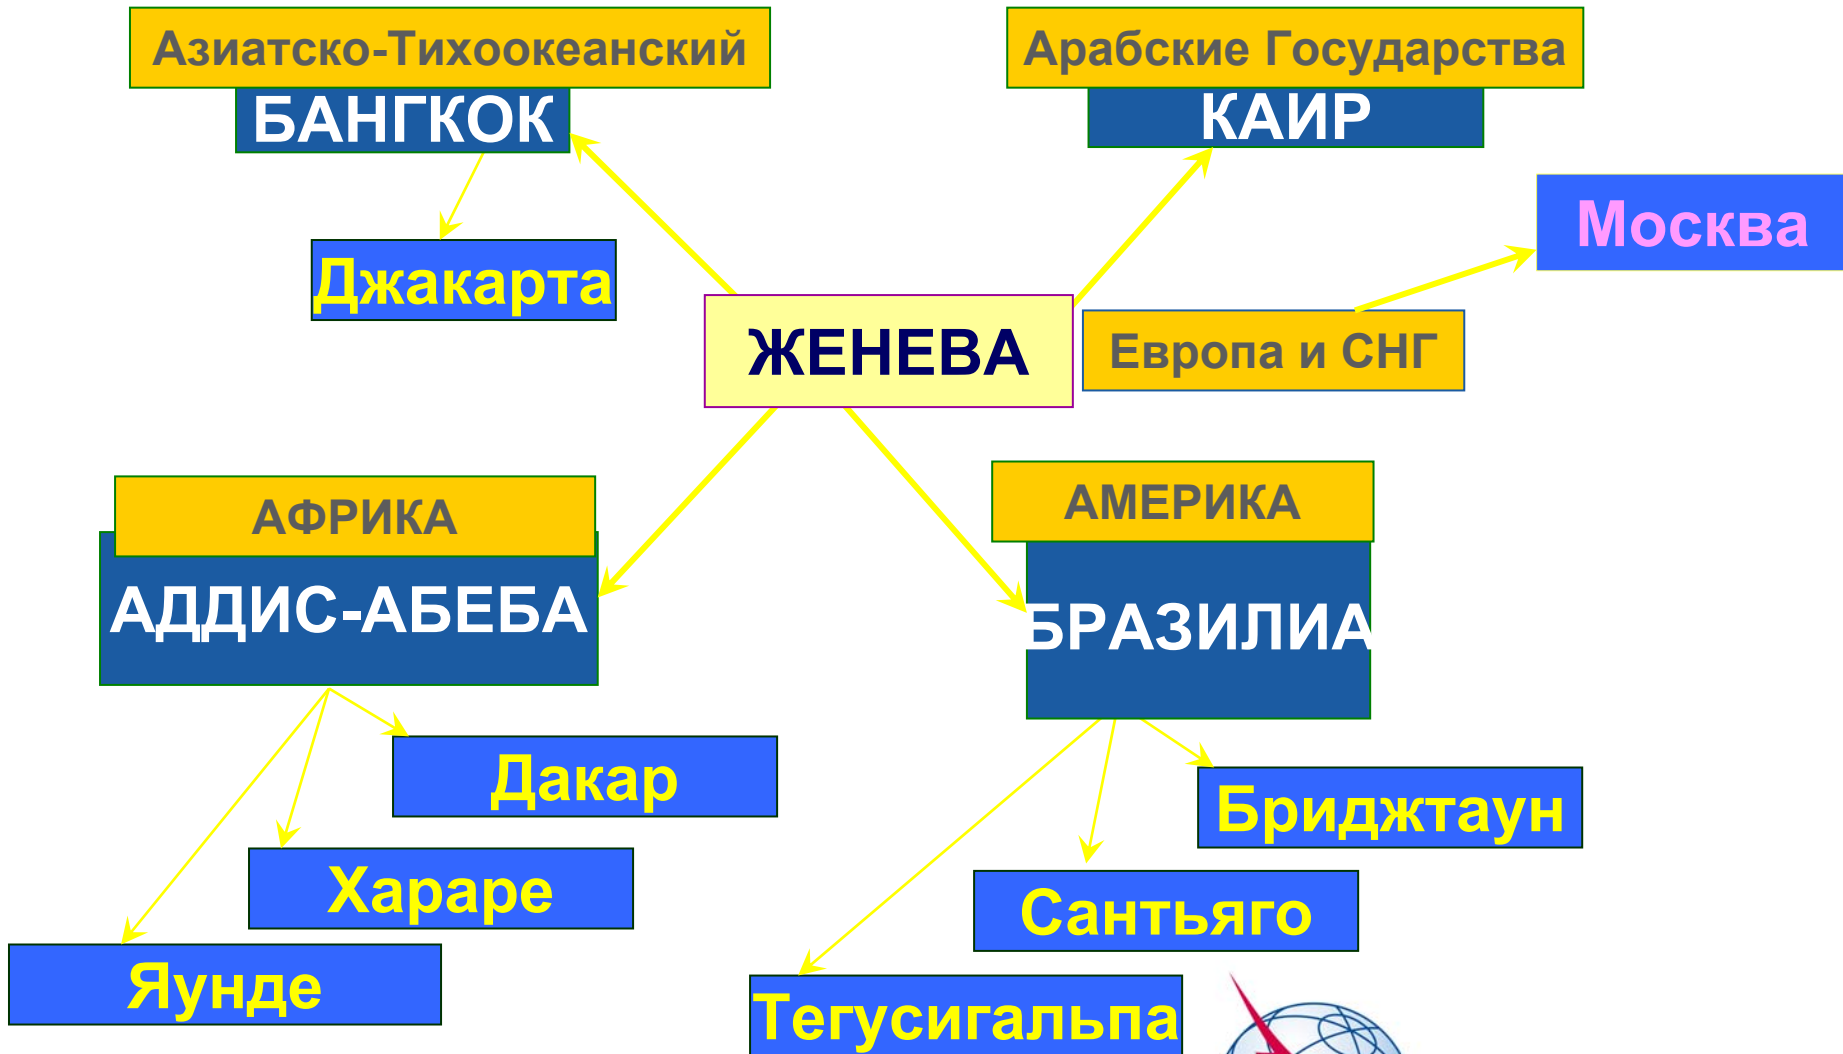 Азиатско-Тихоокеанский
БАНГКОК
Джакарта
Арабские Государства
КАИР
Москва
ЖЕНЕВА
Европа и СНГ
АФРИКА
АДДИС-АБЕБА
Дакар
Хараре
Яунде
АМЕРИКА
БРАЗИЛИА
Бриджтаун
Сантьяго
Тегусигальпа